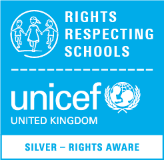 RIGHTS
RESPECTING
SCHOOLS
unicef
UNITED KINGDOM
SILVER – RIGHTS AWARE